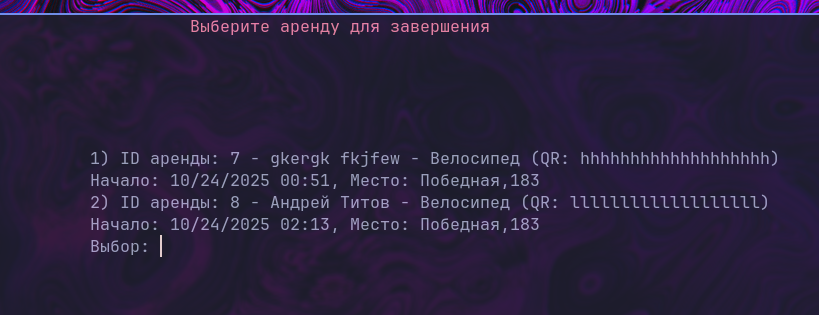 Выберите аренду для завершения
1) ID аренды: 7 - gkergk fkjfew - Велосипед (QR: hhhhhhhhhhhhhhhhhhh)
Начало: 10/24/2025 00:51, Место: Победная,183
2) ID аренды: 8 - Андрей Титов - Велосипед (QR: lllllllllllllllllll)
Начало: 10/24/2025 02:13, Место: Победная,183
Выбор: